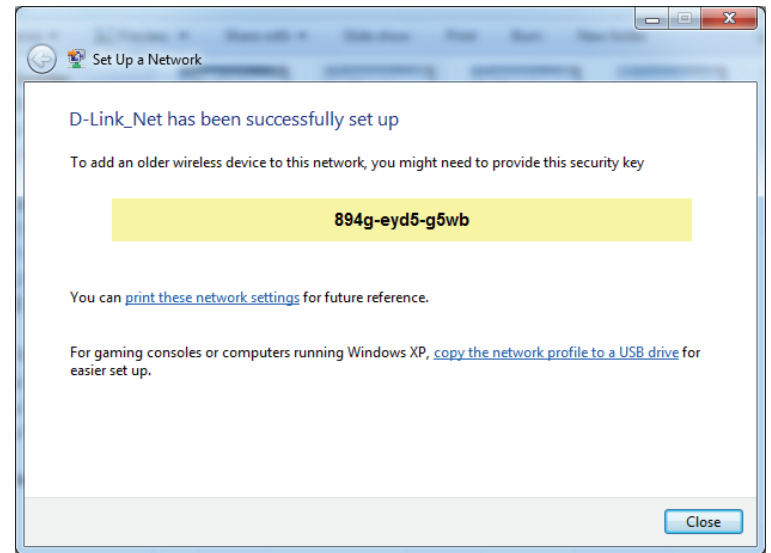 Set Up a Network
D-Link_Net has been successfully set up
To add an older wireless device to this network, you might need to provide this security key
894g-eyd5-g5wb
You can print these network settings for future reference.
For gaming consoles or computers running Windows XP, copy the network profile to a USB drive for
easier set up.
Close